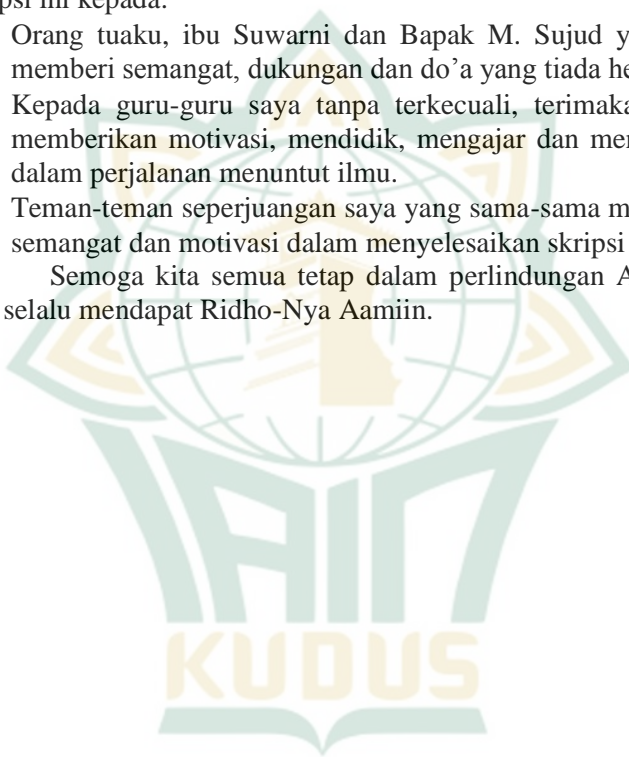 psi ini kepada:
Orang tuaku, ibu Suwarni dan Bapak M. Sujud y
memberi semangat, dukungan dan do’a yang tiada he
Kepada guru-guru saya tanpa terkecuali, terimaka
memberikan motivasi, mendidik, mengajar dan mer
dalam perjalanan menuntut ilmu.
Teman-teman seperjuangan saya yang sama-sama m
semangat dan motivasi dalam menyelesaikan skripsi
Semoga kita semua tetap dalam perlindungan A
selalu mendapat Ridho-Nya Aamiin.
IAIN
KUDUS